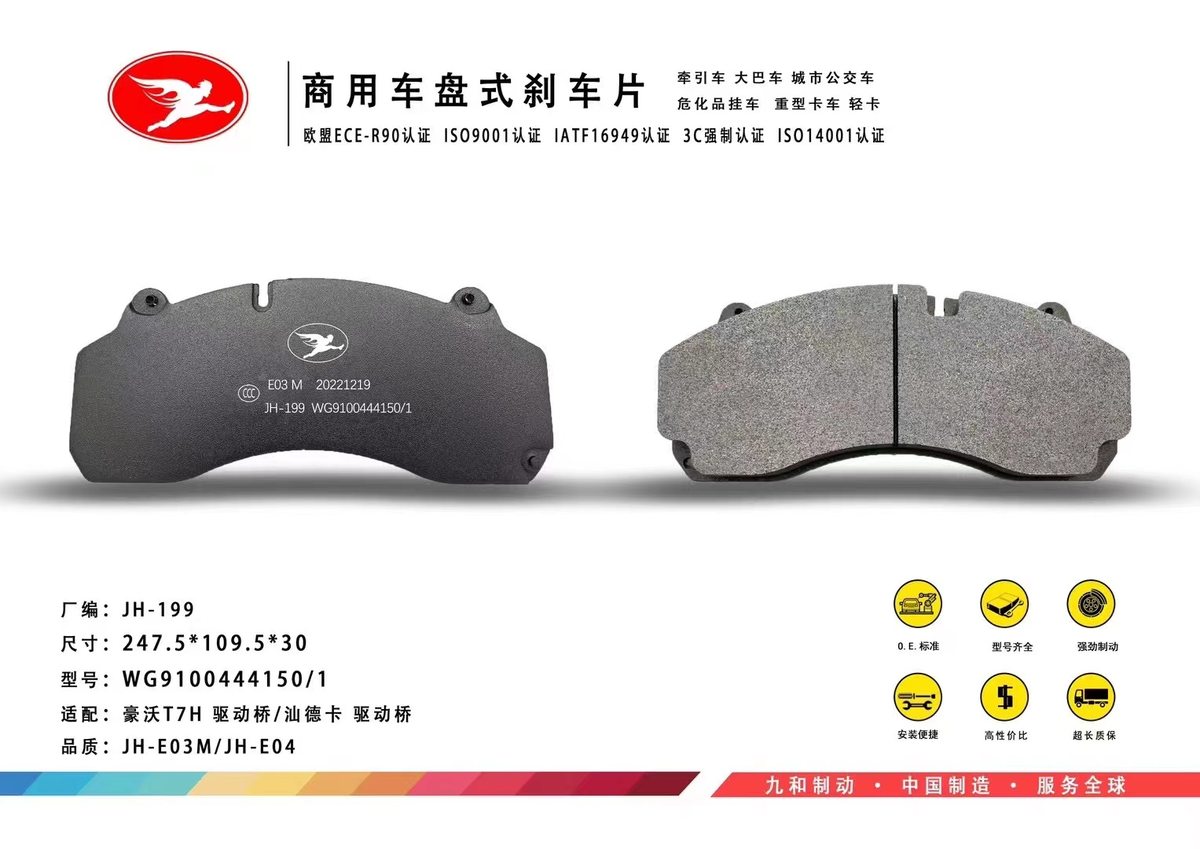 商用车盘式刹车片
牵引车 大巴车 城市公交车
危化品挂车 重型卡车 轻卡
欧盟ECE-R90认证 ISO9001认证 IATF16949认证 3C强制认证 ISO14001认证
CCC
E03 M 20221219
JH-199 WG9100444150/1
厂编：JH-199
尺寸：247.5*109.5*30
型号：WG9100444150/1
适配：豪沃T7H 驱动桥/汕德卡 驱动桥
品质：JH-E03M/JH-E04
O.E.标准
型号齐全
强劲制动
安装便捷
高性价比
超长质保
九和制动 · 中国制造 · 服务全球